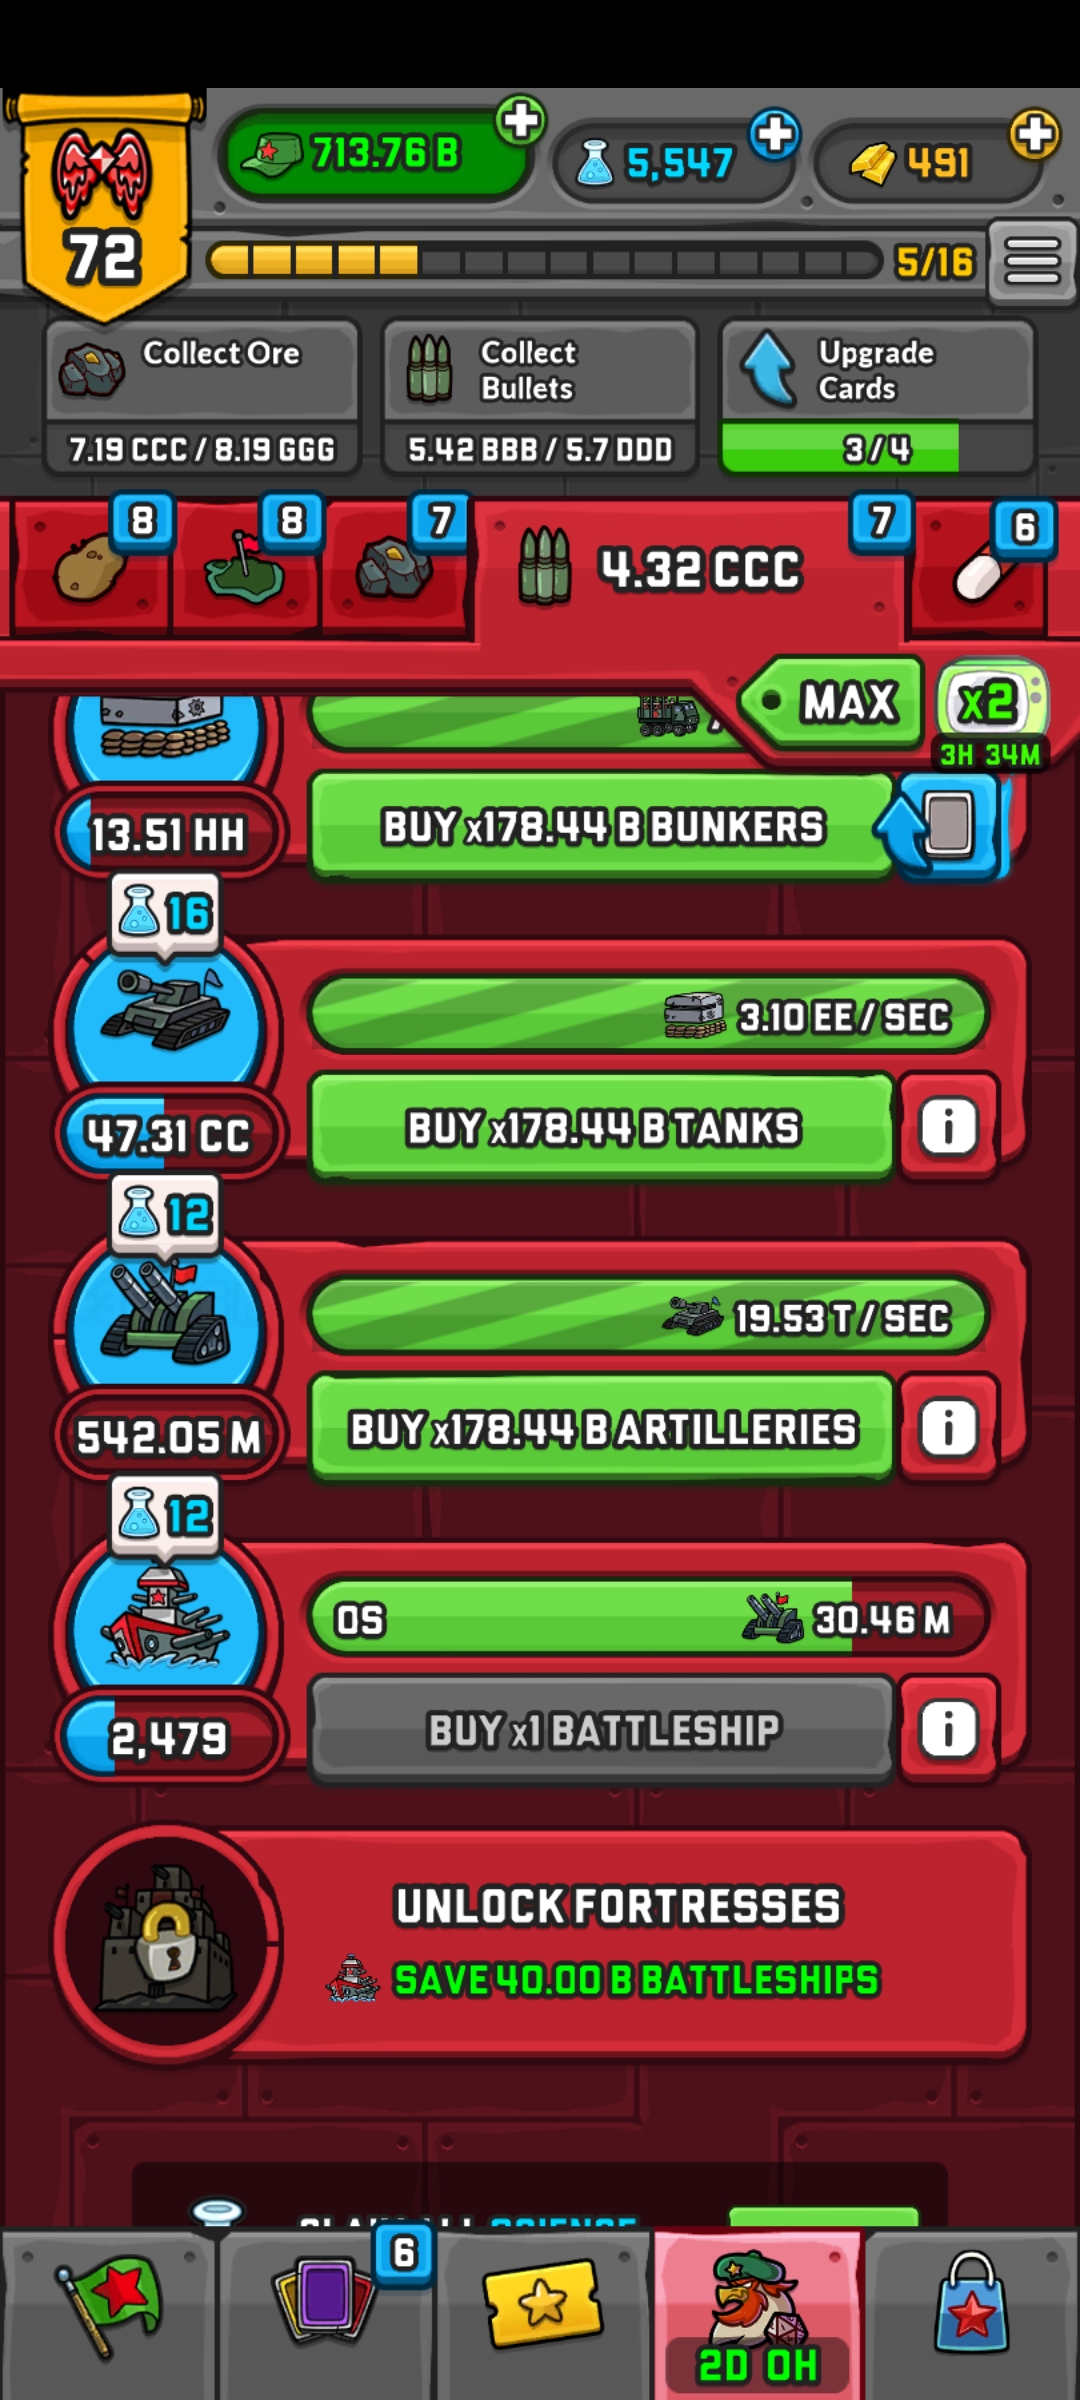 713.76 B
5,547
491
72
5/16
Collect Ore
7.19 CCC / 8.19 GGG
Collect
Bullets
5.42 BBB / 5.7 DDD
Upgrade
Cards
3/4
8
8
7
4.32 CCC
7
6
MAX
x2
3H 34M
13.51 HH
BUY x178.44 B BUNKERS
16
3.10 EE / SEC
47.31 CC
BUY x178.44 B TANKS
i
12
19.53 T / SEC
542.05 M
BUY x178.44 B ARTILLERIES
i
12
0S
30.46 M
2,479
BUY x1 BATTLESHIP
i
UNLOCK FORTRESSES
SAVE 40.00 B BATTLESHIPS
6
2D 0H